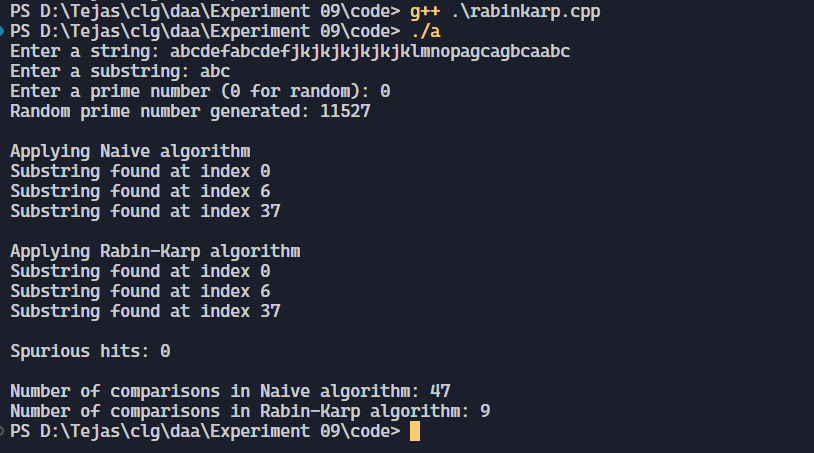 PS D:\Tejas\clg\daa\Experiment 09\code> g++ .\rabinkarp.cpp
PS D:\Tejas\clg\daa\Experiment 09\code> ./a
Enter a string: abcdefabcdefjkjkjkjkjkjklmnopagcagbcaabc
Enter a substring: abc
Enter a prime number (0 for random): 0
Random prime number generated: 11527
Applying Naive algorithm
Substring found at index 0
Substring found at index 6
Substring found at index 37
Applying Rabin-Karp algorithm
Substring found at index 0
Substring found at index 6
Substring found at index 37
Spurious hits: 0
Number of comparisons in Naive algorithm: 47
Number of comparisons in Rabin-Karp algorithm: 9
PS D:\Tejas\clg\daa\Experiment 09\code>